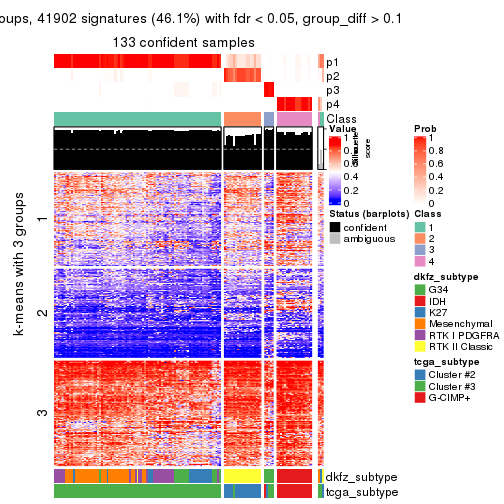 oups, 41902 signatures (46.1%) with fdr < 0.05, group_diff > 0.1
133 confident samples
p1
p2
p3
p4
Class
Silhouette
score
k-means with 3 groups
1
2
3
dkfz_subtype
tcga_subtype
Value
1
0.8
0.6
0.4
0.2
0
Status (barplots)
confident
ambiguous
Prob
1
0.8
0.6
0.4
0.2
0
Class
1
2
3
4
dkfz_subtype
G34
IDH
K27
Mesenchymal
RTK I PDGFRA
RTK II Classic
tcga_subtype
Cluster #2
Cluster #3
G-CIMP+